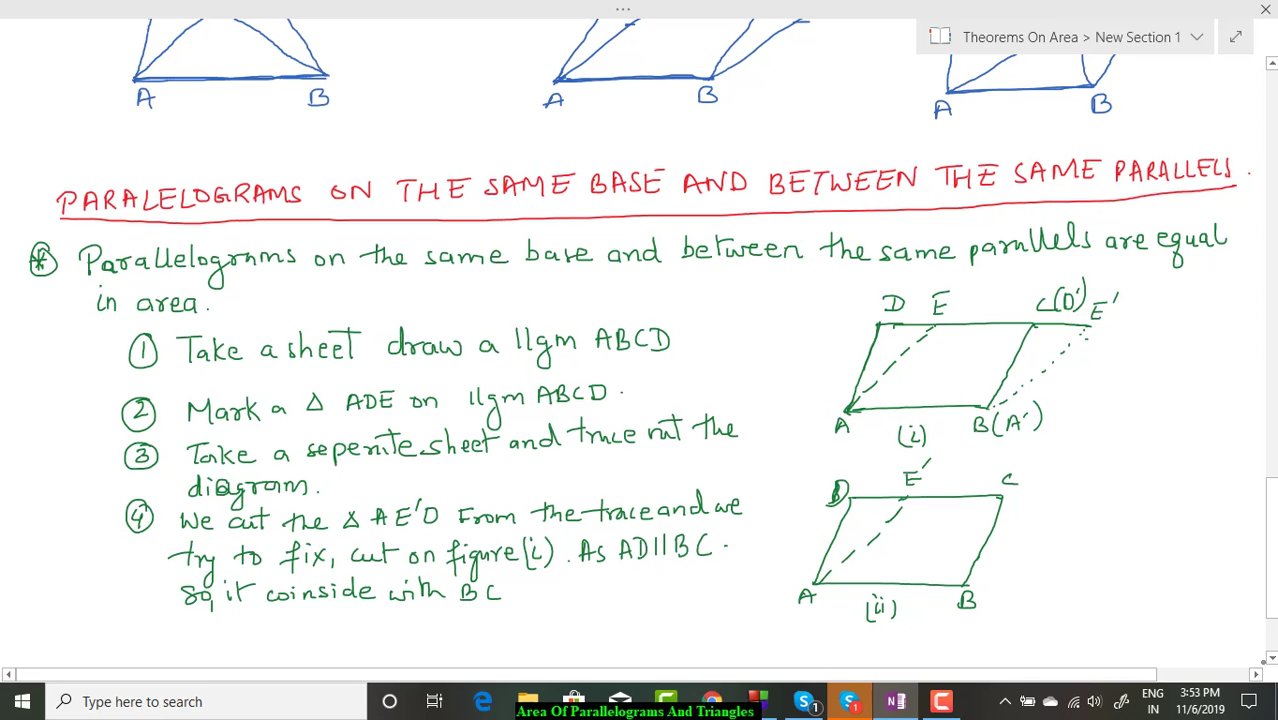 Theorems On Area > New Section 1
A B
A B
A B
PARALELOGRAMS ON THE SAME BASE AND BETWEEN THE SAME PARALLELS.
* Parallelograms on the same base and between the same parallels are equal
in area.
① Take a sheet draw a llgm ABCD
② Mark a Δ ADE on llgm ABCD.
③ Take a seperite sheet and trace out the
diagram.
④ We cut the Δ AE'D From the trace and we
try to fix, cut on figure (i). As AD||BC.
So, it coinside with BC
D E C(D') E'
A (i) B(A')
D E' C
A (ii) B
Type here to search
1
1
ENG
IN
3:53 PM
11/6/2019
Area Of Parallelograms And Triangles